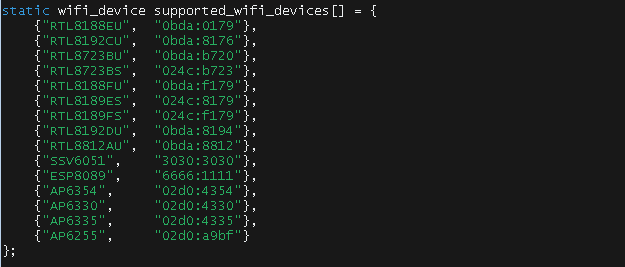 static wifi_device supported_wifi_devices[] = {
    {"RTL8188EU",  "0bda:0179"},
    {"RTL8192CU",  "0bda:8176"},
    {"RTL8723BU",  "0bda:b720"},
    {"RTL8723BS",  "024c:b723"},
    {"RTL8188FU",  "0bda:f179"},
    {"RTL8189ES",  "024c:8179"},
    {"RTL8189FS",  "024c:f179"},
    {"RTL8192DU",  "0bda:8194"},
    {"RTL8812AU",  "0bda:8812"},
    {"SSV6051",    "3030:3030"},
    {"ESP8089",    "6666:1111"},
    {"AP6354",     "02d0:4354"},
    {"AP6330",     "02d0:4330"},
    {"AP6335",     "02d0:4335"},
    {"AP6255",     "02d0:a9bf"}
};